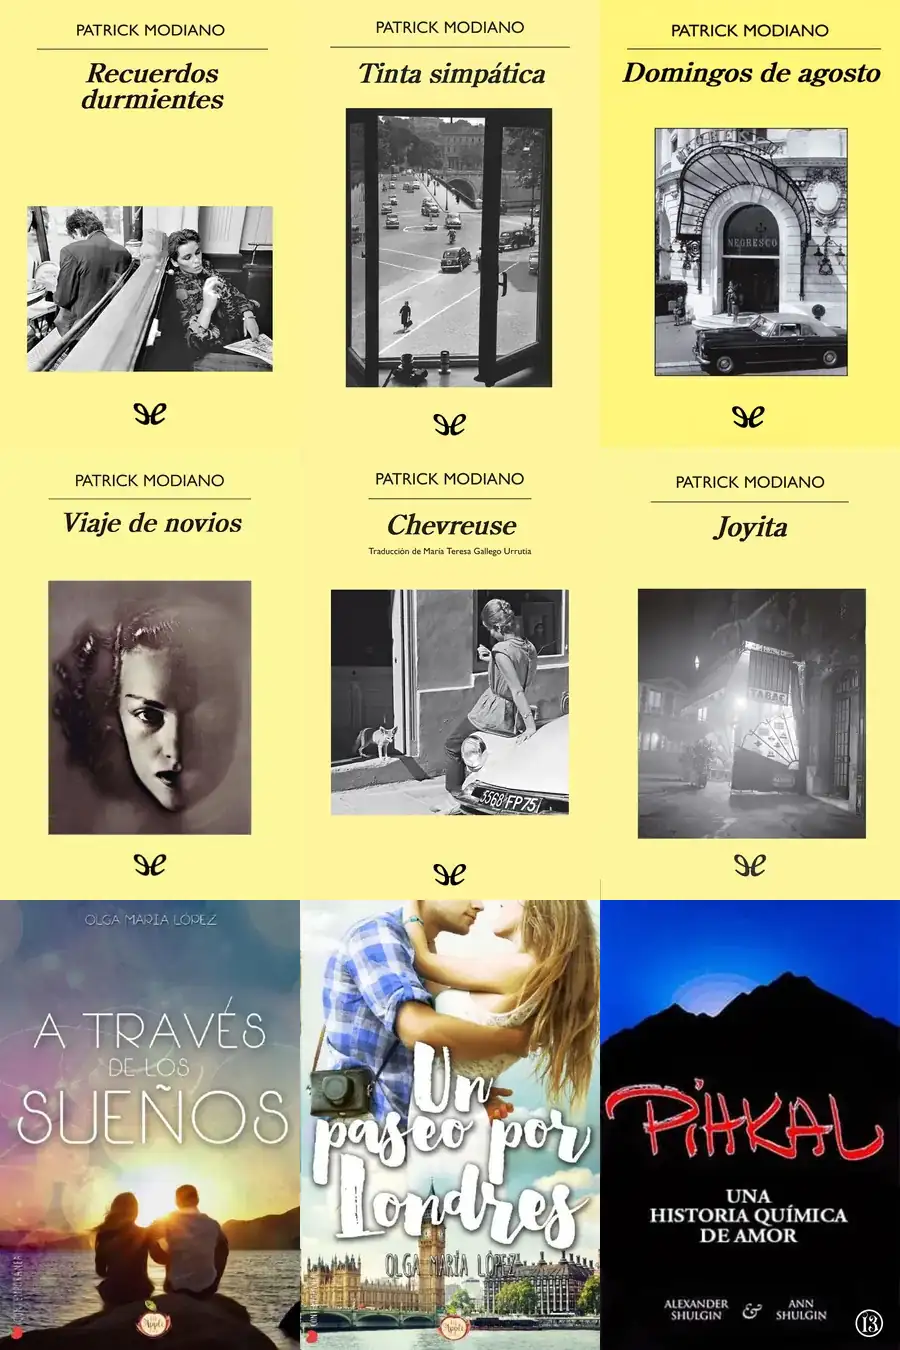 PATRICK MODIANO
Recuerdos
durmientes
PATRICK MODIANO
Tinta simpática
PATRICK MODIANO
Domingos de agosto
NEGRESCO
PATRICK MODIANO
Viaje de novios
PATRICK MODIANO
Chevreuse
Traducción de María Teresa Gallego Urrutia
5568 FP 75
PATRICK MODIANO
Joyita
TABAC
OLGA MARÍA LÓPEZ
A TRAVÉS
DE LOS
SUEÑOS
Un
paseo por
Londres
OLGA MARÍA LÓPEZ
PiHKAL
UNA
HISTORIA QUÍMICA
DE AMOR
ALEXANDER
SHULGIN
&
ANN
SHULGIN
13